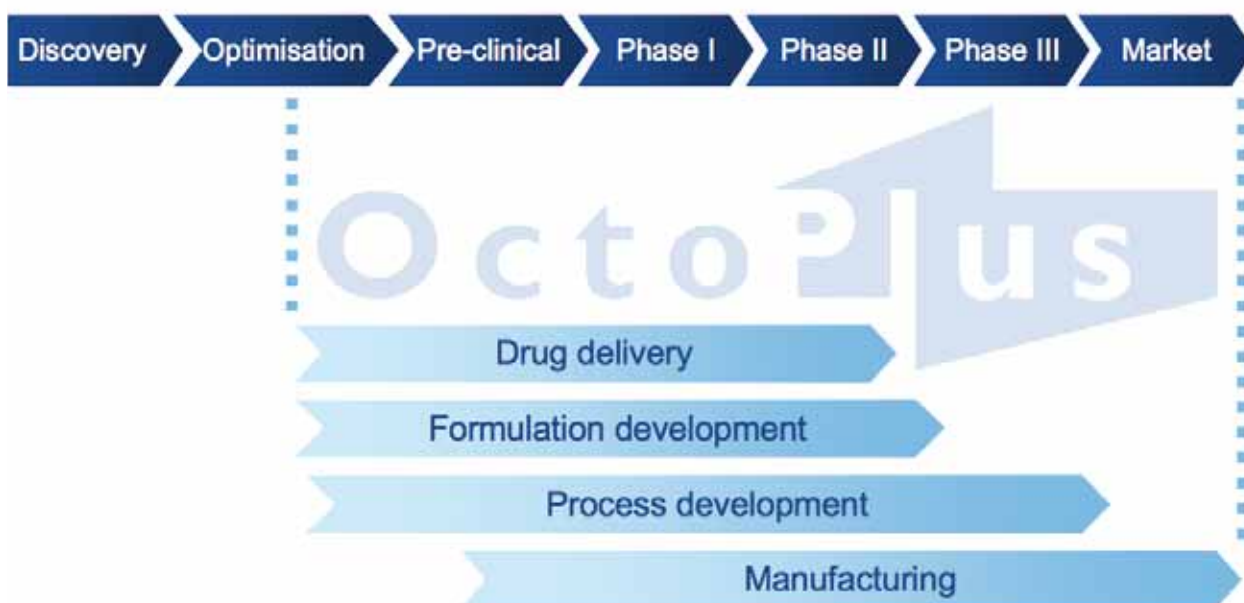 Discovery Optimisation Pre-clinical Phase I Phase II Phase III Market
OctoPlus
Drug delivery
Formulation development
Process development
Manufacturing